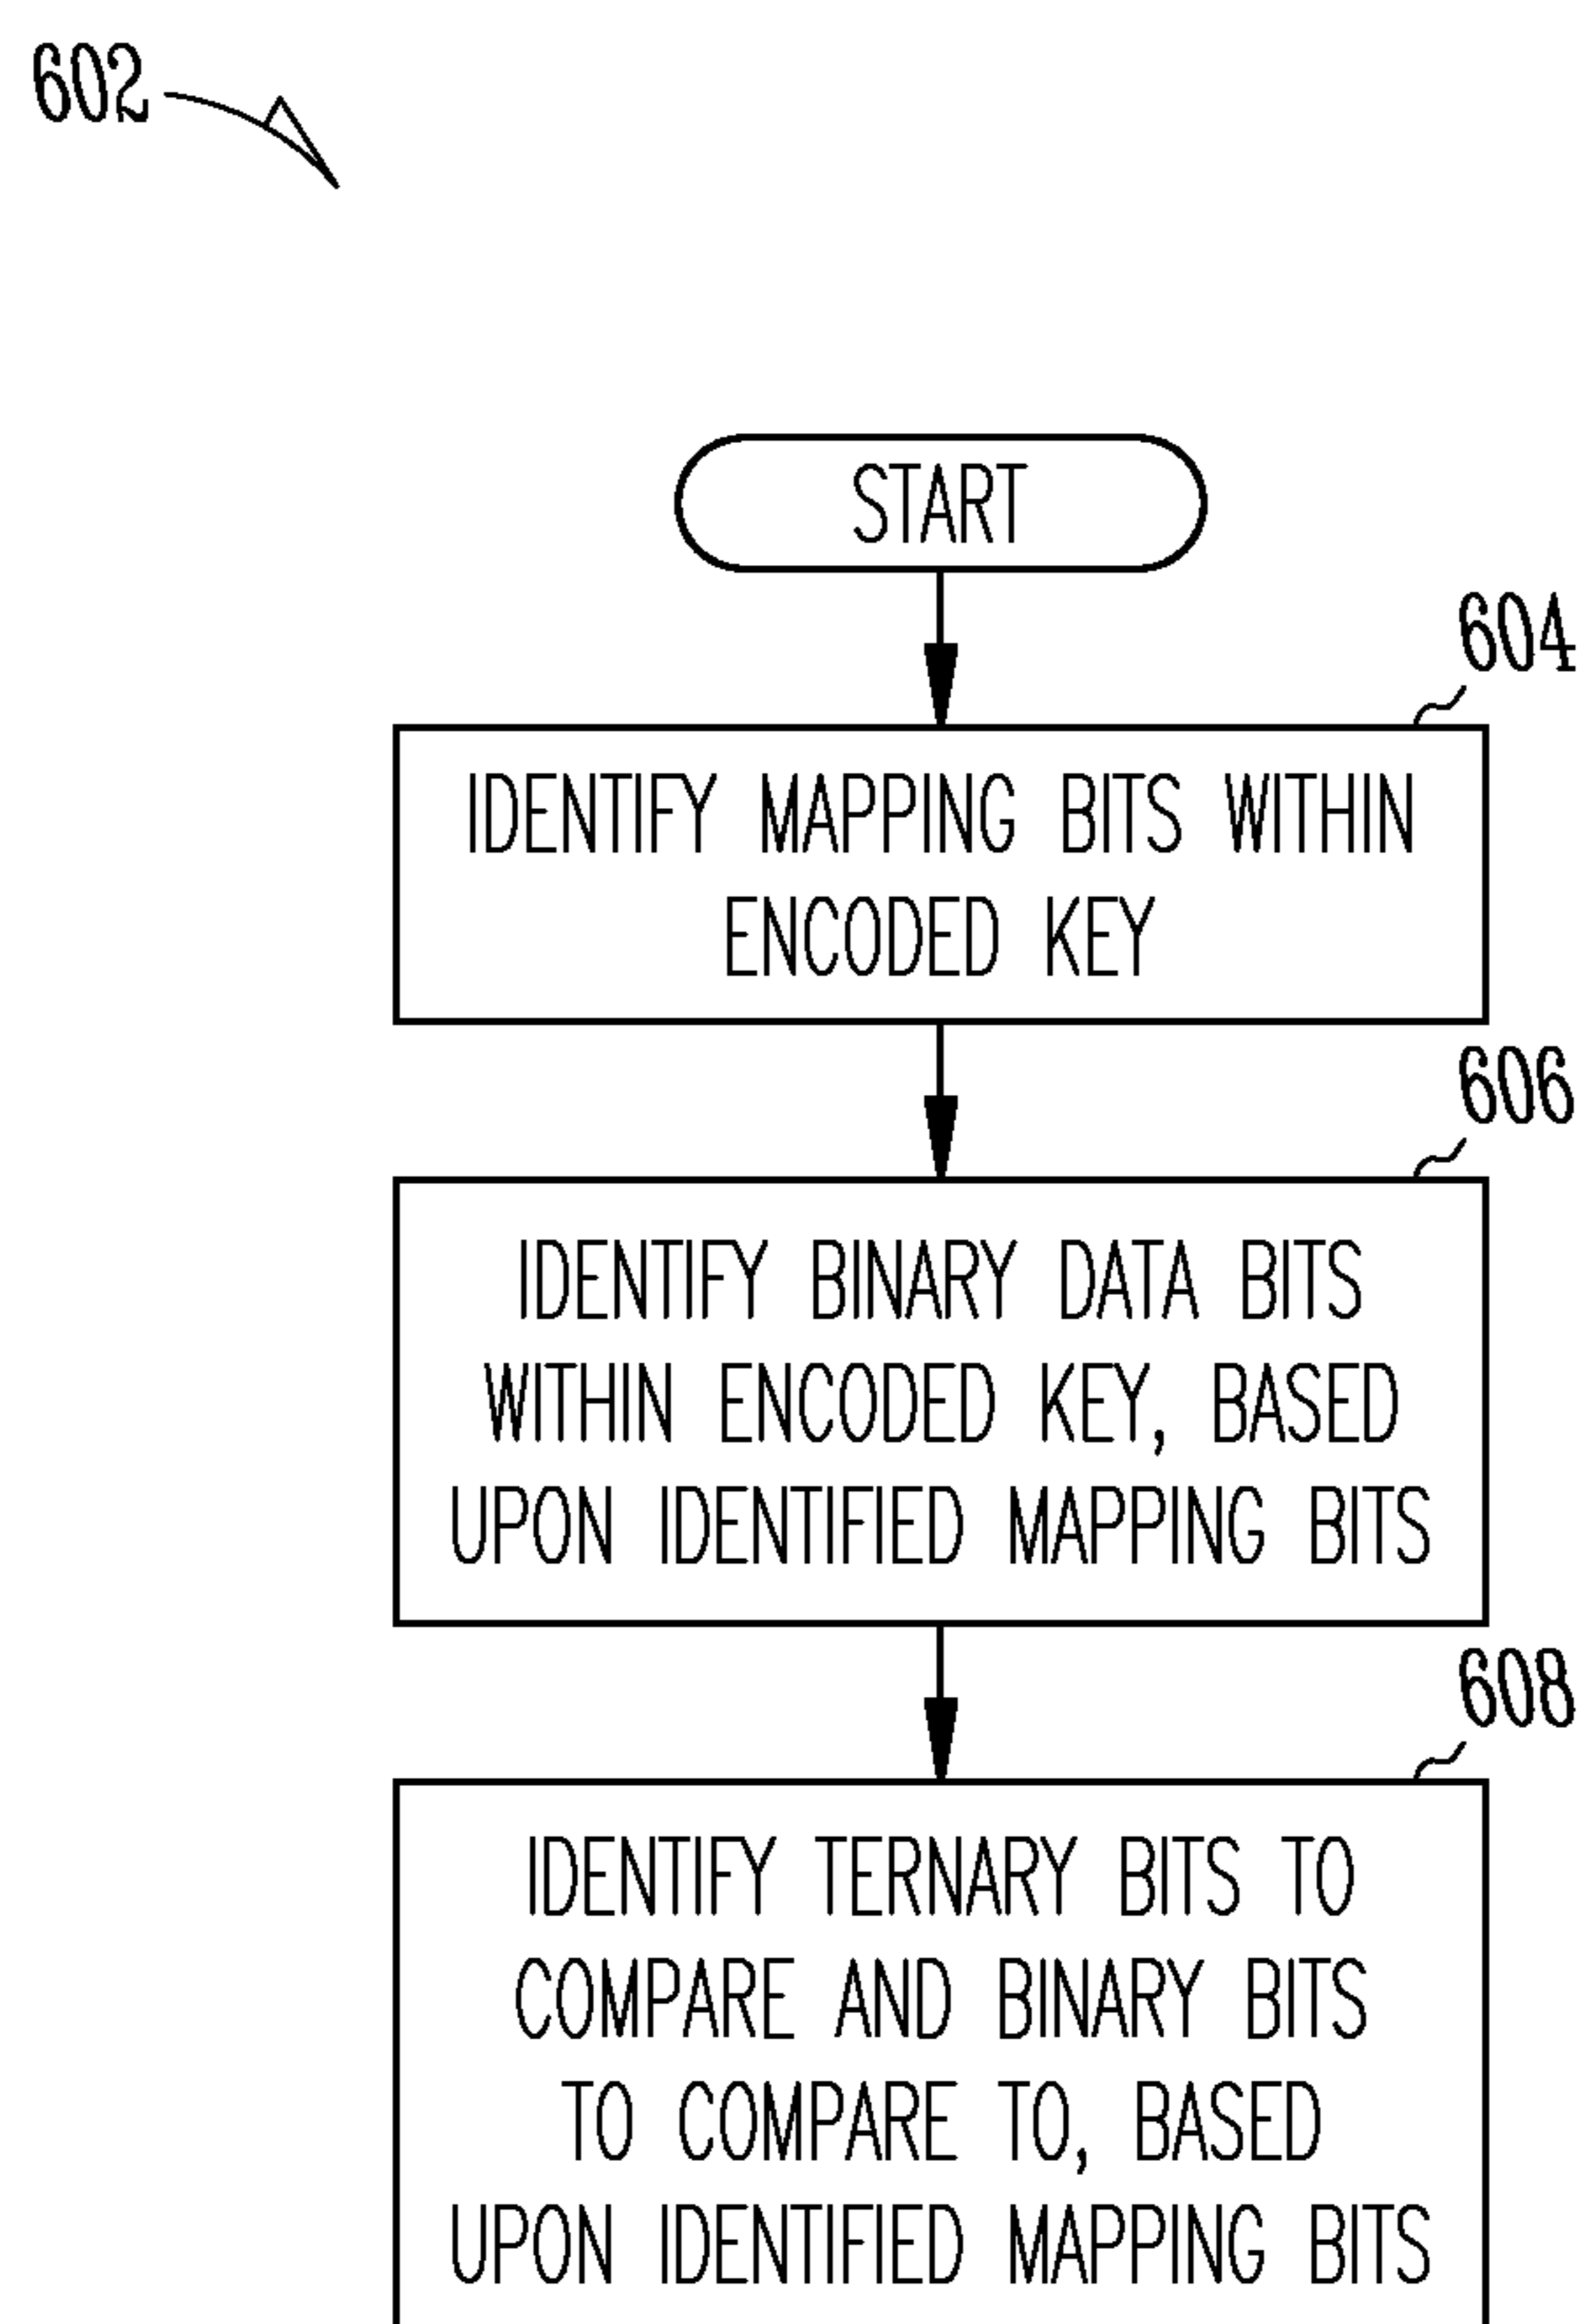 602
START
604
IDENTIFY MAPPING BITS WITHIN
ENCODED KEY
606
IDENTIFY BINARY DATA BITS
WITHIN ENCODED KEY, BASED
UPON IDENTIFIED MAPPING BITS
608
IDENTIFY TERNARY BITS TO
COMPARE AND BINARY BITS
TO COMPARE TO, BASED
UPON IDENTIFIED MAPPING BITS